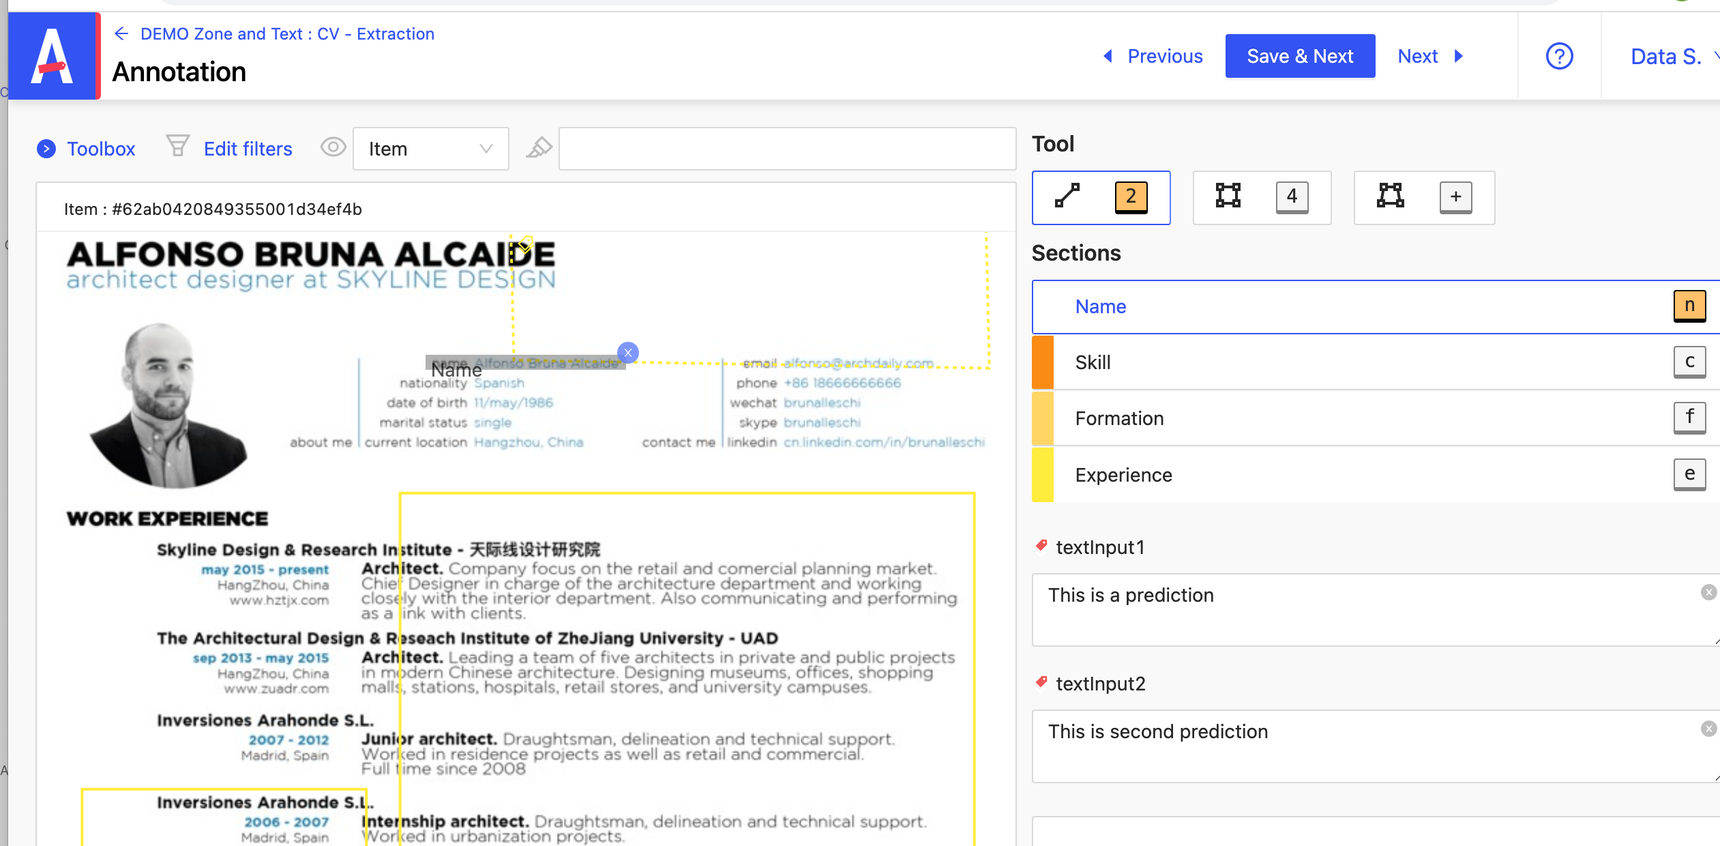 DEMO Zone and Text : CV - Extraction
Annotation
Previous
Save & Next
Next
Data S.
Toolbox
Edit filters
Item
Item : #62ab0420849355001d34ef4b
ALFONSO BRUNA ALCAIDE
architect designer at SKYLINE DESIGN
name Alfonso Bruna Alcaide
Name
nationality Spanish
date of birth 11/may/1986
marital status single
about me current location Hangzhou, China
email alfonso@archdaily.com
phone +86 18666666666
wechat brunalleschi
skype brunalleschi
contact me linkedin cn.linkedin.com/in/brunalleschi
WORK EXPERIENCE
Skyline Design & Research Institute - 天际线设计研究院
may 2015 - present
HangZhou, China
www.hztjx.com
Architect. Company focus on the retail and comercial planning market.
Chief Designer in charge of the architecture department and working
closely with the interior department. Also communicating and performing
as a link with clients.
The Architectural Design & Reseach Institute of ZheJiang University - UAD
sep 2013 - may 2015
HangZhou, China
www.zuadr.com
Architect. Leading a team of five architects in private and public projects
in modern Chinese architecture. Designing museums, offices, shopping
malls, stations, hospitals, retail stores, and university campuses.
Inversiones Arahonde S.L.
2007 - 2012
Madrid, Spain
Junior architect. Draughtsman, delineation and technical support.
Worked in residence projects as well as retail and commercial.
Full time since 2008
Inversiones Arahonde S.L.
2006 - 2007
Madrid, Spain
Internship architect. Draughtsman, delineation and technical support.
Worked in urbanization projects.
Tool
2
4
+
Sections
Name n
Skill c
Formation f
Experience e
textInput1
This is a prediction
textInput2
This is second prediction